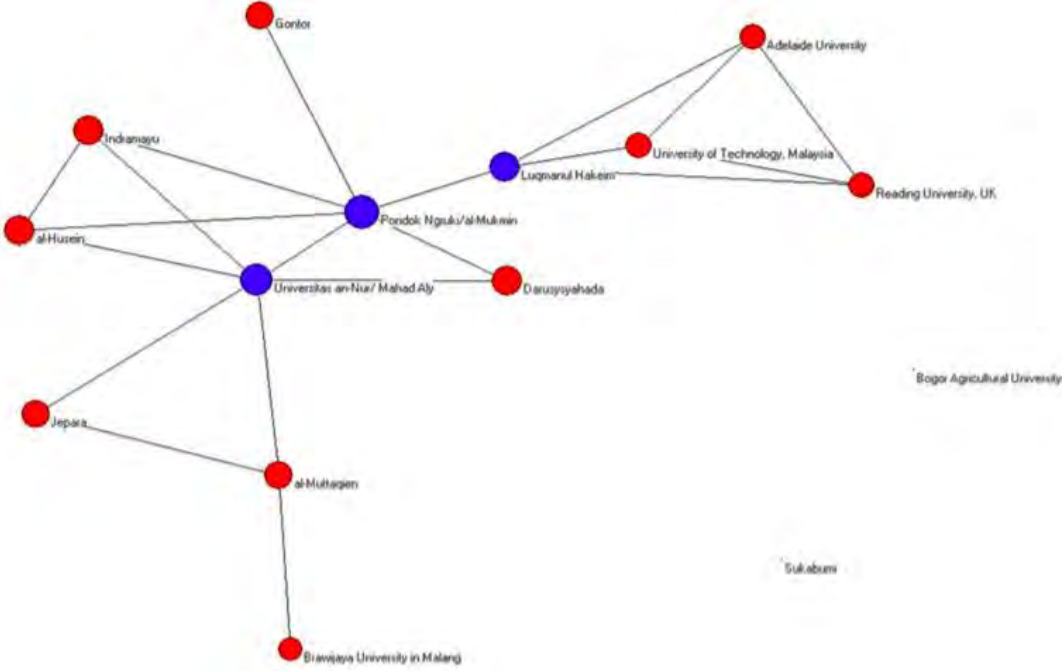 Gontor
Adelaide University
Indramayu
University of Technology, Malaysia
Luqmanul Hakeim
Reading University, UK
Pondok Ngruki/al-Mukmin
al-Husein
Universitas an-Nur/ Mahad Aly
Darusysyahada
Bogor Agricultural University
Jepara
al-Muttaqien
Sukabumi
Brawijaya University in Malang